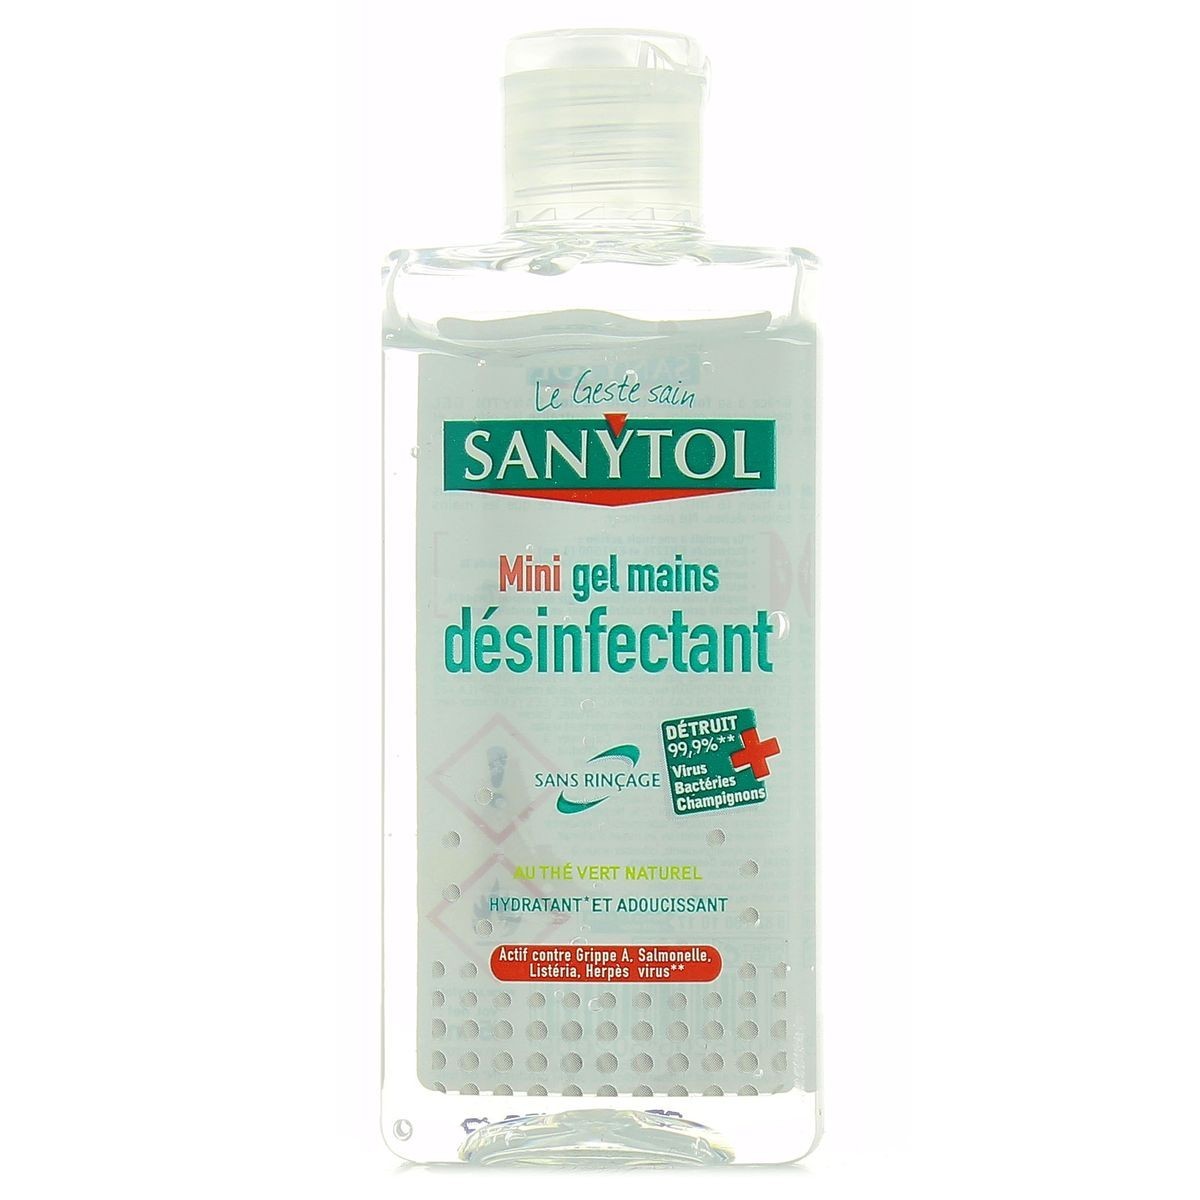 Le Geste sain
SANYTOL
Mini gel mains
désinfectant
SANS RINÇAGE
DÉTRUIT
99,9%**
Virus
Bactéries
Champignons
AU THÉ VERT NATUREL
HYDRATANT* ET ADOUCISSANT
Actif contre Grippe A, Salmonelle,
Listéria, Herpès virus**